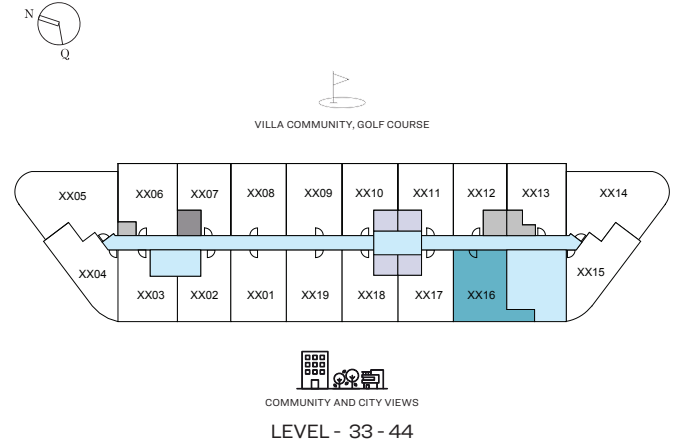 N
Q
VILLA COMMUNITY, GOLF COURSE
XX05 XX06 XX07 XX08 XX09 XX10 XX11 XX12 XX13 XX14
XX04 XX03 XX02 XX01 XX19 XX18 XX17 XX16 XX15
COMMUNITY AND CITY VIEWS
LEVEL - 33 - 44